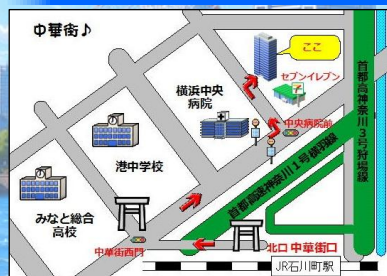 中華街♪
ここ
セブンイレブン
横浜中央
病院
中央病院前
港中学校
みなと総合
高校
首都高速神奈川1号横羽線
首都高神奈川3号狩場線
中華街西門
北口 中華街口
JR石川町駅